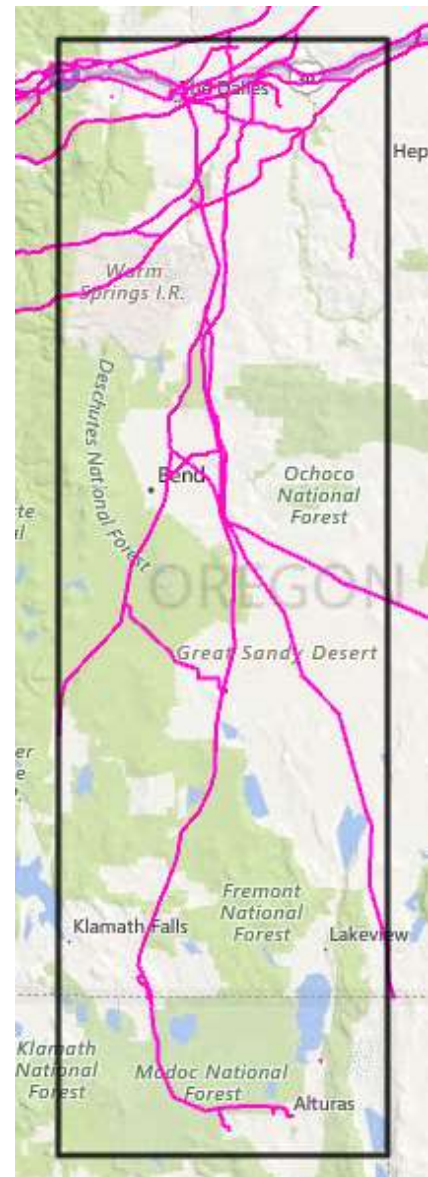 The Dalles
Hep
Warm
Springs I.R.
Deschutes National Forest
Bend
Ochoco
National
Forest
OREGON
Great Sandy Desert
Fremont
National
Forest
Klamath Falls
Lakeview
Klamath
National
Forest
Modoc National
Forest
Alturas